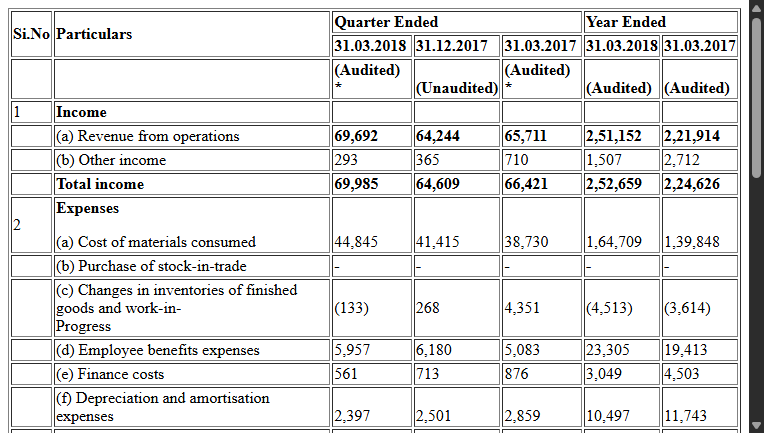 Si.No Particulars Quarter Ended Year Ended
31.03.2018 31.12.2017 31.03.2017 31.03.2018 31.03.2017
(Audited) * (Unaudited) (Audited) * (Audited) (Audited)
1 Income
(a) Revenue from operations 69,692 64,244 65,711 2,51,152 2,21,914
(b) Other income 293 365 710 1,507 2,712
Total income 69,985 64,609 66,421 2,52,659 2,24,626
2 Expenses
(a) Cost of materials consumed 44,845 41,415 38,730 1,64,709 1,39,848
(b) Purchase of stock-in-trade - - - - -
(c) Changes in inventories of finished
goods and work-in- (133) 268 4,351 (4,513) (3,614)
Progress
(d) Employee benefits expenses 5,957 6,180 5,083 23,305 19,413
(e) Finance costs 561 713 876 3,049 4,503
(f) Depreciation and amortisation
expenses 2,397 2,501 2,859 10,497 11,743